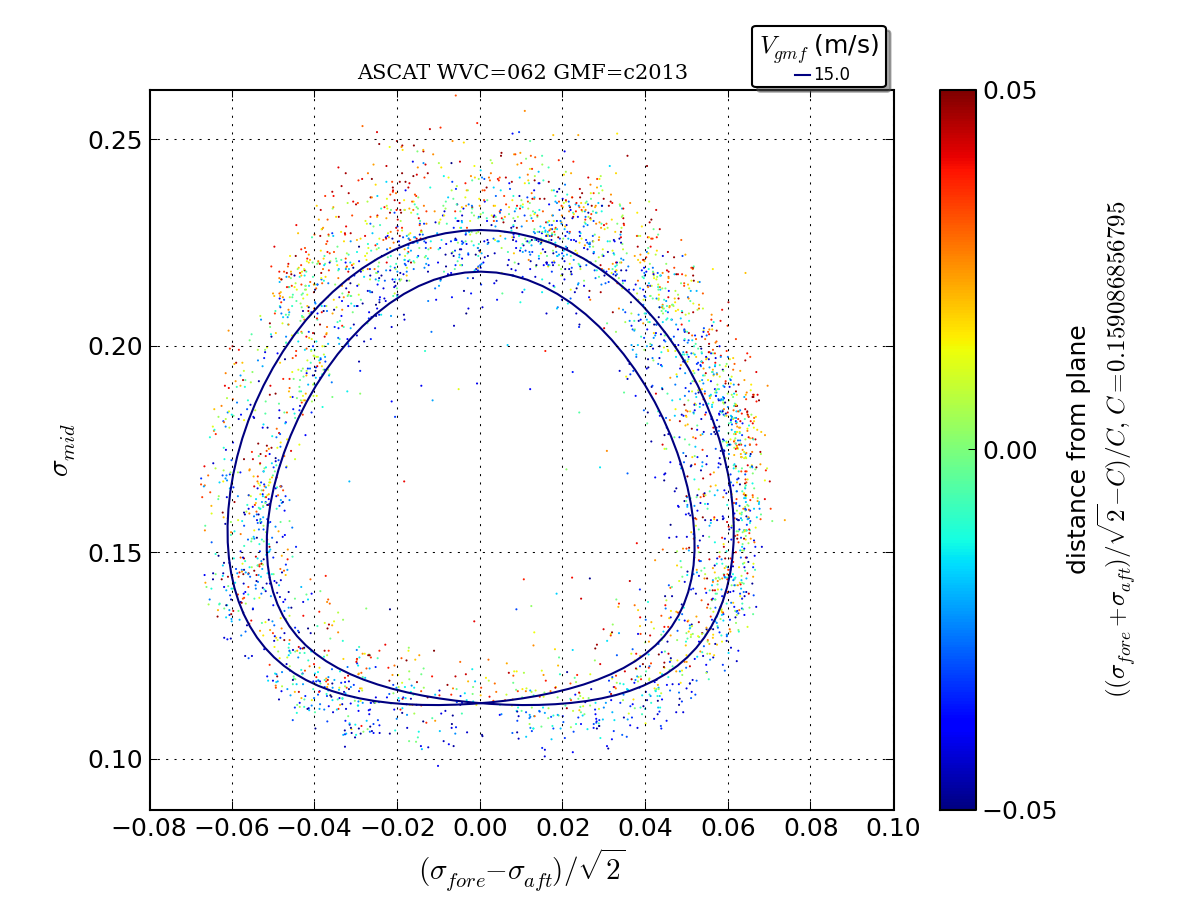 V_gmf (m/s)
15.0
ASCAT WVC=062 GMF=c2013
0.25
0.20
0.15
0.10
σ_mid
−0.08 −0.06 −0.04 −0.02 0.00 0.02 0.04 0.06 0.08 0.10
(σ_fore−σ_aft)/√2
0.05
0.00
−0.05
distance from plane
((σ_fore+σ_aft)/√2−C)/C, C=0.159086856795